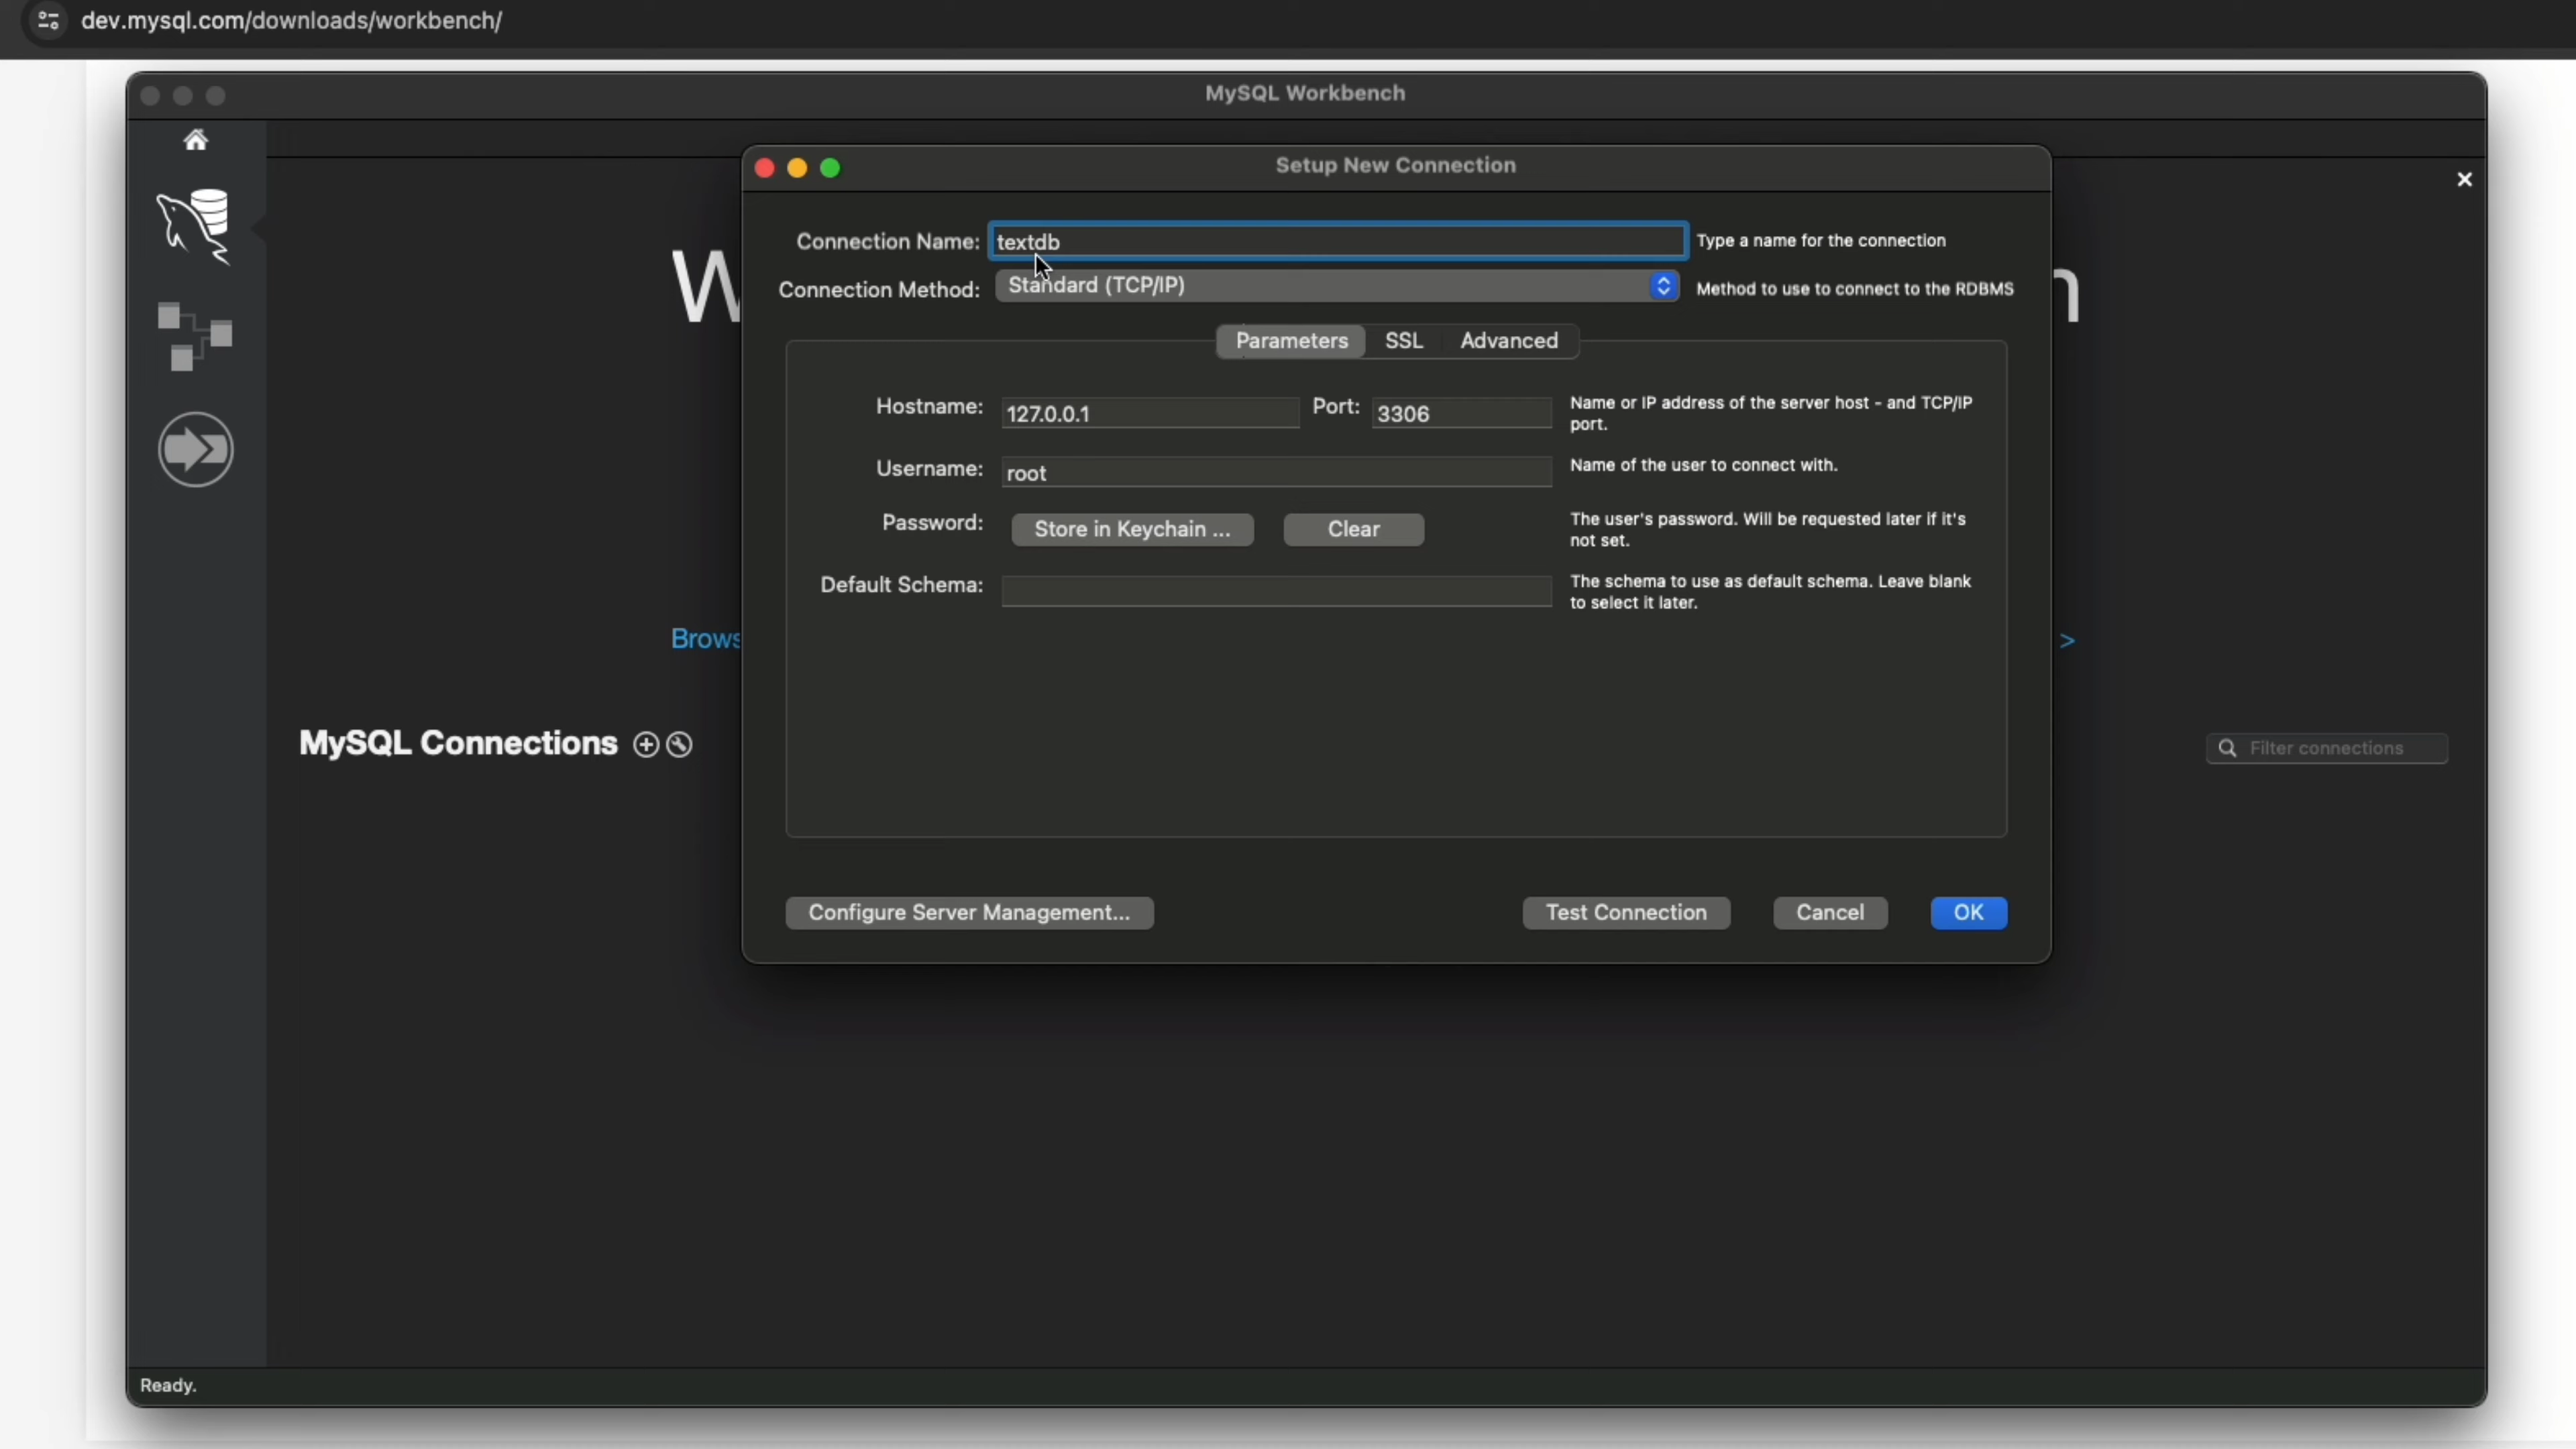 dev.mysql.com/downloads/workbench/
MySQL Workbench
Setup New Connection
Connection Name: textdb Type a name for the connection
Connection Method: Standard (TCP/IP) Method to use to connect to the RDBMS
Parameters SSL Advanced
Hostname: 127.0.0.1 Port: 3306 Name or IP address of the server host - and TCP/IP
port.
Username: root Name of the user to connect with.
Password: Store in Keychain ... Clear The user's password. Will be requested later if it's
not set.
Default Schema: The schema to use as default schema. Leave blank
to select it later.
Brows >
MySQL Connections Filter connections
Configure Server Management... Test Connection Cancel OK
Ready.